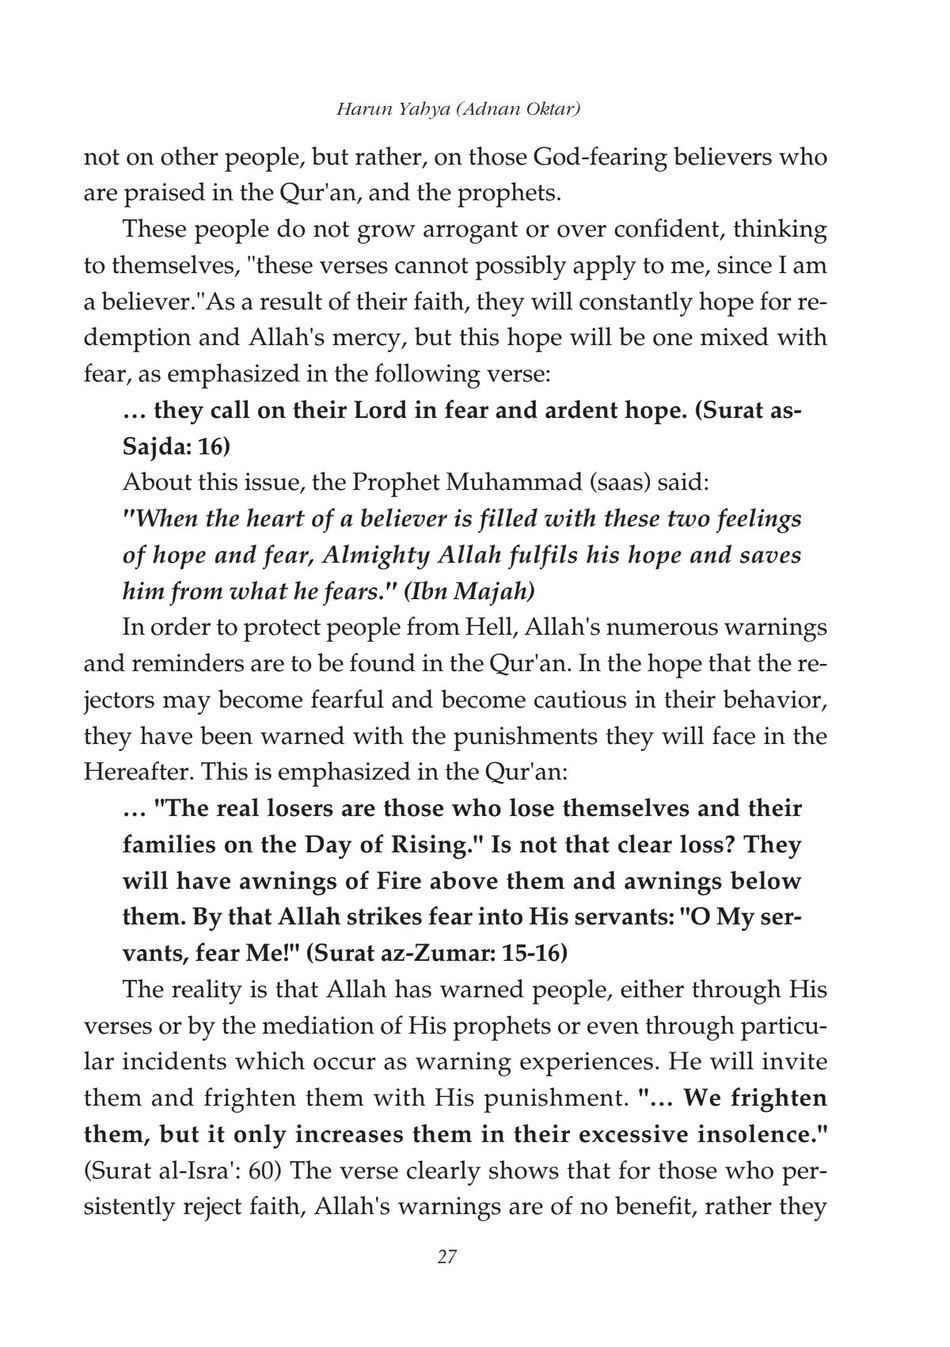 Harun Yahya (Adnan Oktar)
not on other people, but rather, on those God-fearing believers who
are praised in the Qur'an, and the prophets.
These people do not grow arrogant or over confident, thinking
to themselves, "these verses cannot possibly apply to me, since I am
a believer."As a result of their faith, they will constantly hope for re-
demption and Allah's mercy, but this hope will be one mixed with
fear, as emphasized in the following verse:
… they call on their Lord in fear and ardent hope. (Surat as-
Sajda: 16)
About this issue, the Prophet Muhammad (saas) said:
"When the heart of a believer is filled with these two feelings
of hope and fear, Almighty Allah fulfils his hope and saves
him from what he fears." (Ibn Majah)
In order to protect people from Hell, Allah's numerous warnings
and reminders are to be found in the Qur'an. In the hope that the re-
jectors may become fearful and become cautious in their behavior,
they have been warned with the punishments they will face in the
Hereafter. This is emphasized in the Qur'an:
… "The real losers are those who lose themselves and their
families on the Day of Rising." Is not that clear loss? They
will have awnings of Fire above them and awnings below
them. By that Allah strikes fear into His servants: "O My ser-
vants, fear Me!" (Surat az-Zumar: 15-16)
The reality is that Allah has warned people, either through His
verses or by the mediation of His prophets or even through particu-
lar incidents which occur as warning experiences. He will invite
them and frighten them with His punishment. "… We frighten
them, but it only increases them in their excessive insolence."
(Surat al-Isra': 60) The verse clearly shows that for those who per-
sistently reject faith, Allah's warnings are of no benefit, rather they
27